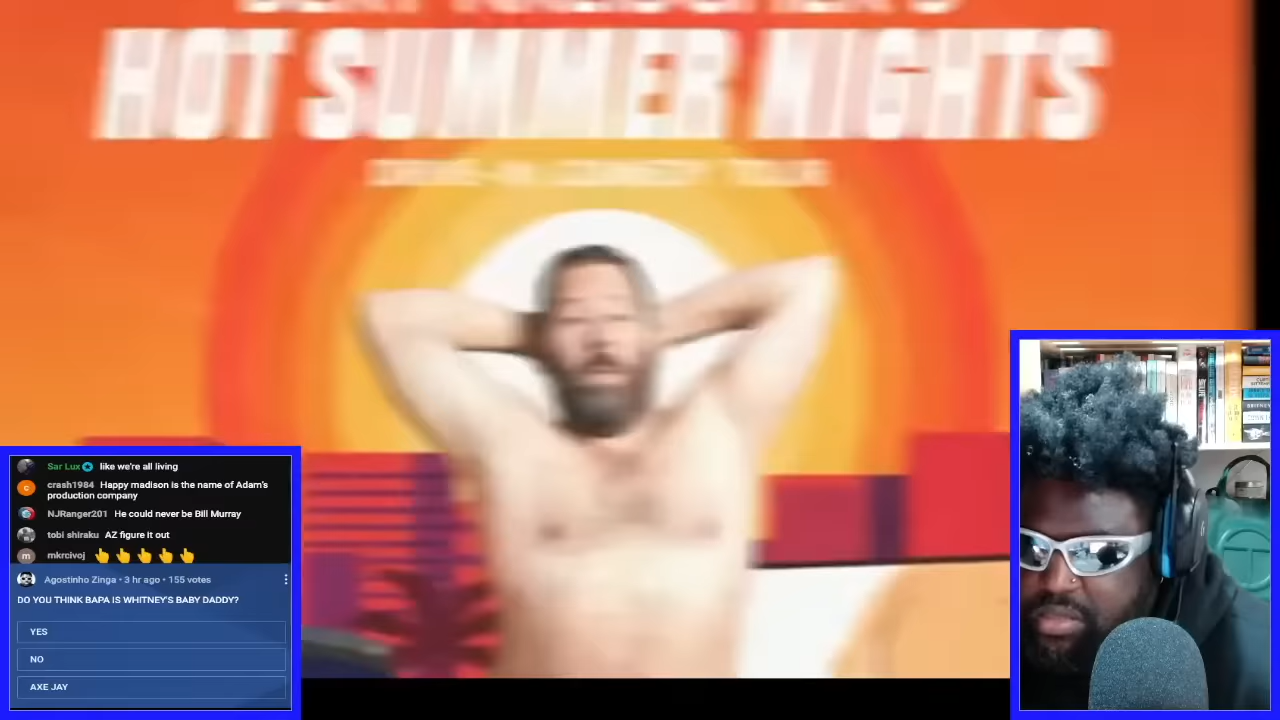 HOT SUMMER NIGHTS
Sar Lux like we're all living
crash1984 Happy madison is the name of Adam's
production company
NJRanger201 He could never be Bill Murray
tobi shiraku AZ figure it out
mkrcivoj 👆👆👆👆👆
Agostinho Zinga • 3 hr ago • 155 votes
DO YOU THINK BAPA IS WHITNEY'S BABY DADDY?
YES
NO
AXE JAY